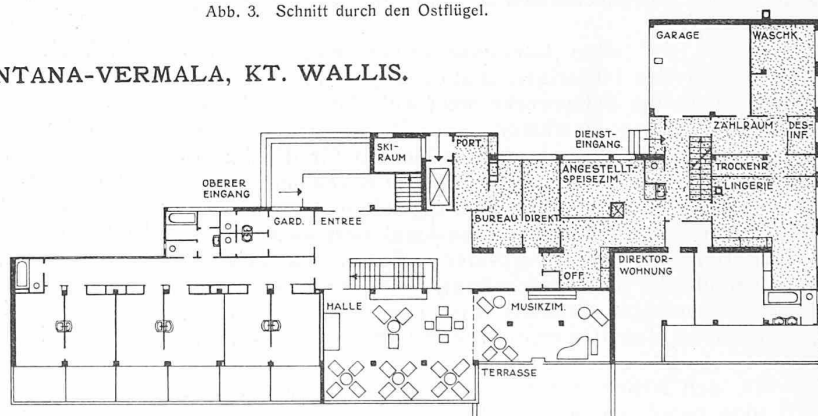 Abb. 3. Schnitt durch den Ostflügel.
NTANA-VERMALA, KT. WALLIS.
GARAGE
WASCHK.
SKI-
RAUM
PORT.
DIENST-
EINGANG.
ZÄHLRAUM
DES-
INF.
OBERER
EINGANG
ANGESTELLT-
SPEISEZIM.
TROCKENR.
LINGERIE
GARD.
ENTREE
BUREAU
DIREKT.
OFF.
DIREKTOR-
WOHNUNG
HALLE
MUSIKZIM.
TERRASSE